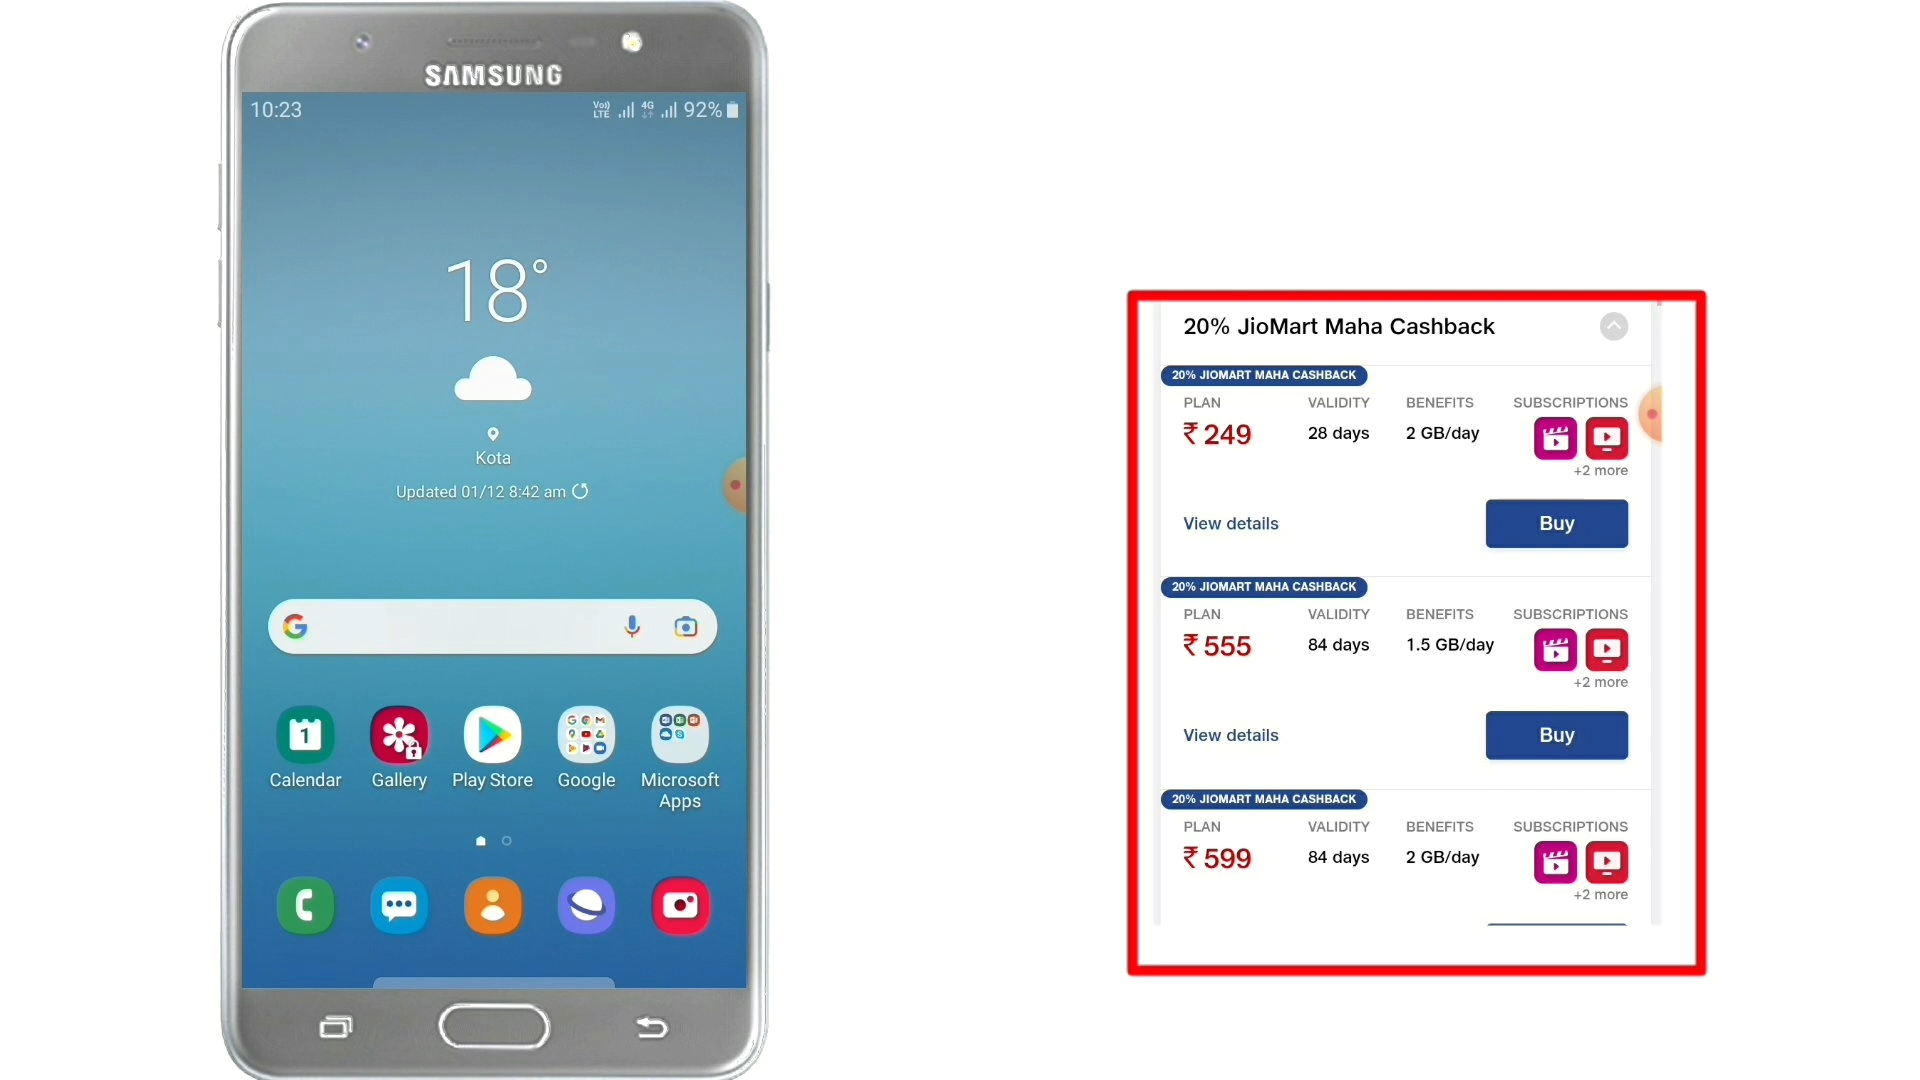 SAMSUNG
10:23
Vo)) LTE 4G 92%
18°
Kota
Updated 01/12 8:42 am
1
Calendar
Gallery
Play Store
Google
Microsoft Apps
20% JioMart Maha Cashback
20% JIOMART MAHA CASHBACK
PLAN VALIDITY BENEFITS SUBSCRIPTIONS
₹ 249 28 days 2 GB/day
+2 more
View details Buy
20% JIOMART MAHA CASHBACK
PLAN VALIDITY BENEFITS SUBSCRIPTIONS
₹ 555 84 days 1.5 GB/day
+2 more
View details Buy
20% JIOMART MAHA CASHBACK
PLAN VALIDITY BENEFITS SUBSCRIPTIONS
₹ 599 84 days 2 GB/day
+2 more